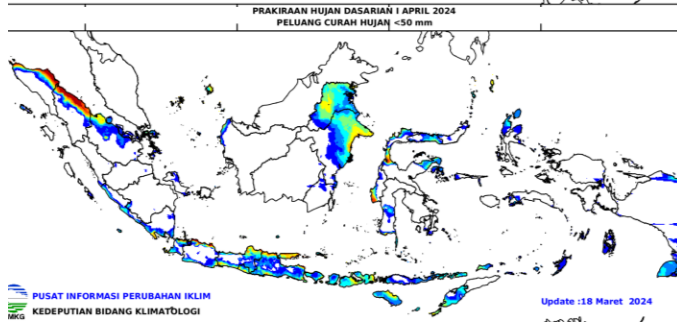 PRAKIRAAN HUJAN DASARIAN I APRIL 2024
PELUANG CURAH HUJAN <50 mm
PUSAT INFORMASI PERUBAHAN IKLIM
KEDEPUTIAN BIDANG KLIMATOLOGI
MKG
Update :18 Maret 2024